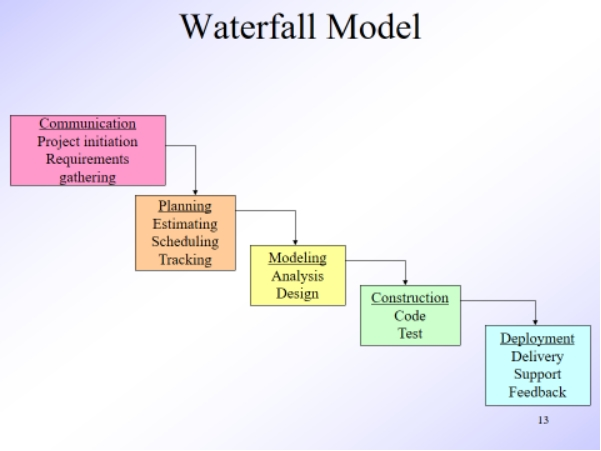 Waterfall Model
Communication
Project initiation
Requirements
gathering
Planning
Estimating
Scheduling
Tracking
Modeling
Analysis
Design
Construction
Code
Test
Deployment
Delivery
Support
Feedback
13